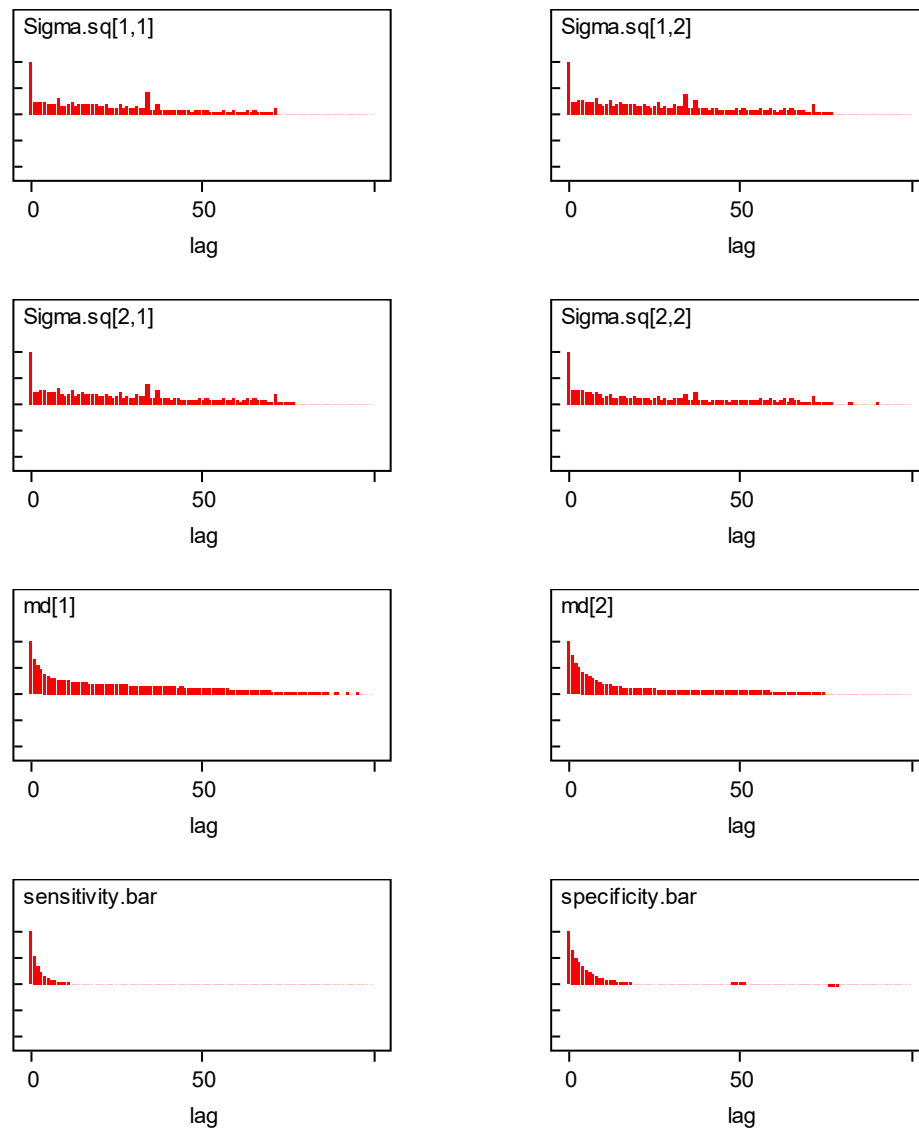 Sigma.sq[1,1]
Sigma.sq[1,2]
0 50
lag
0 50
lag
Sigma.sq[2,1]
Sigma.sq[2,2]
0 50
lag
0 50
lag
md[1]
md[2]
0 50
lag
0 50
lag
sensitivity.bar
specificity.bar
0 50
lag
0 50
lag